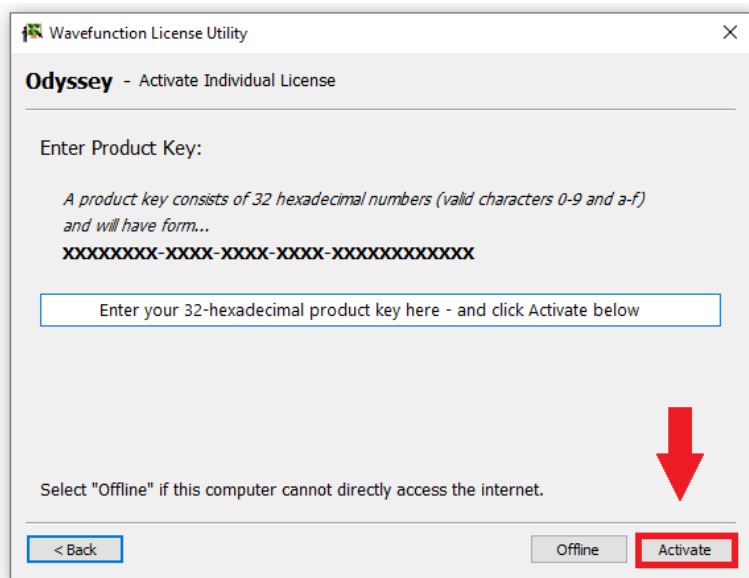 Wavefunction License Utility
Odyssey - Activate Individual License
Enter Product Key:
A product key consists of 32 hexadecimal numbers (valid characters 0-9 and a-f)
and will have form...
XXXXXXXX-XXXX-XXXX-XXXX-XXXXXXXXXXXX
Enter your 32-hexadecimal product key here - and click Activate below
Select "Offline" if this computer cannot directly access the internet.
< Back Offline Activate